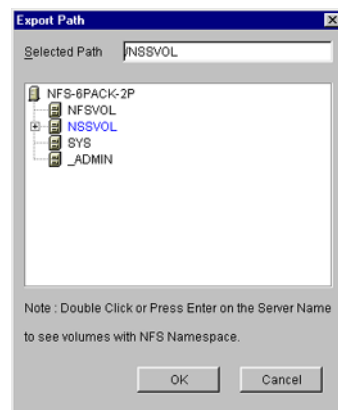 Export Path
Selected Path /NSSVOL
NFS-6PACK-2P
NFSVOL
NSSVOL
SYS
_ADMIN
Note : Double Click or Press Enter on the Server Name
to see volumes with NFS Namespace.
OK Cancel